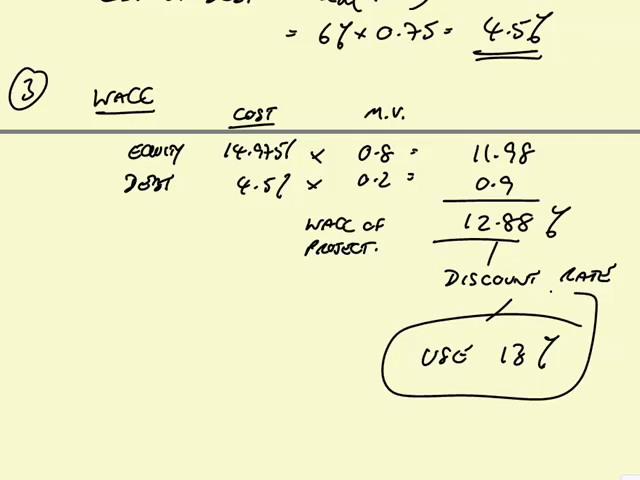 = 6% × 0.75 = 4.5%
③ WACC
COST M.V.
EQUITY 14.975% × 0.8 = 11.98
DEBT 4.5% × 0.2 = 0.9
WACC OF 12.88 %
PROJECT.
DISCOUNT RATE
USE 13%